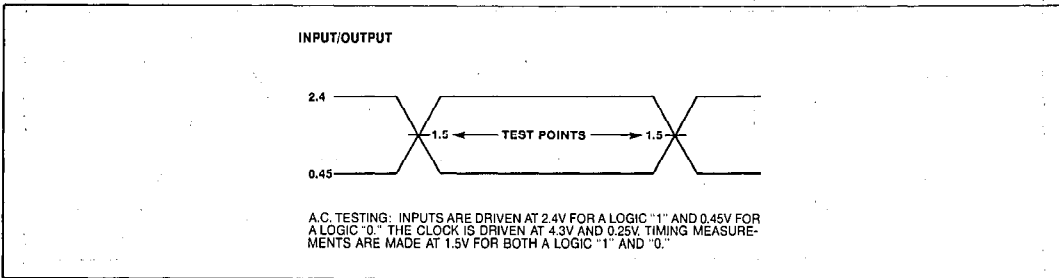 INPUT/OUTPUT
2.4
1.5 TEST POINTS 1.5
0.45
A.C. TESTING: INPUTS ARE DRIVEN AT 2.4V FOR A LOGIC "1" AND 0.45V FOR
A LOGIC "0." THE CLOCK IS DRIVEN AT 4.3V AND 0.25V. TIMING MEASURE-
MENTS ARE MADE AT 1.5V FOR BOTH A LOGIC "1" AND "0."